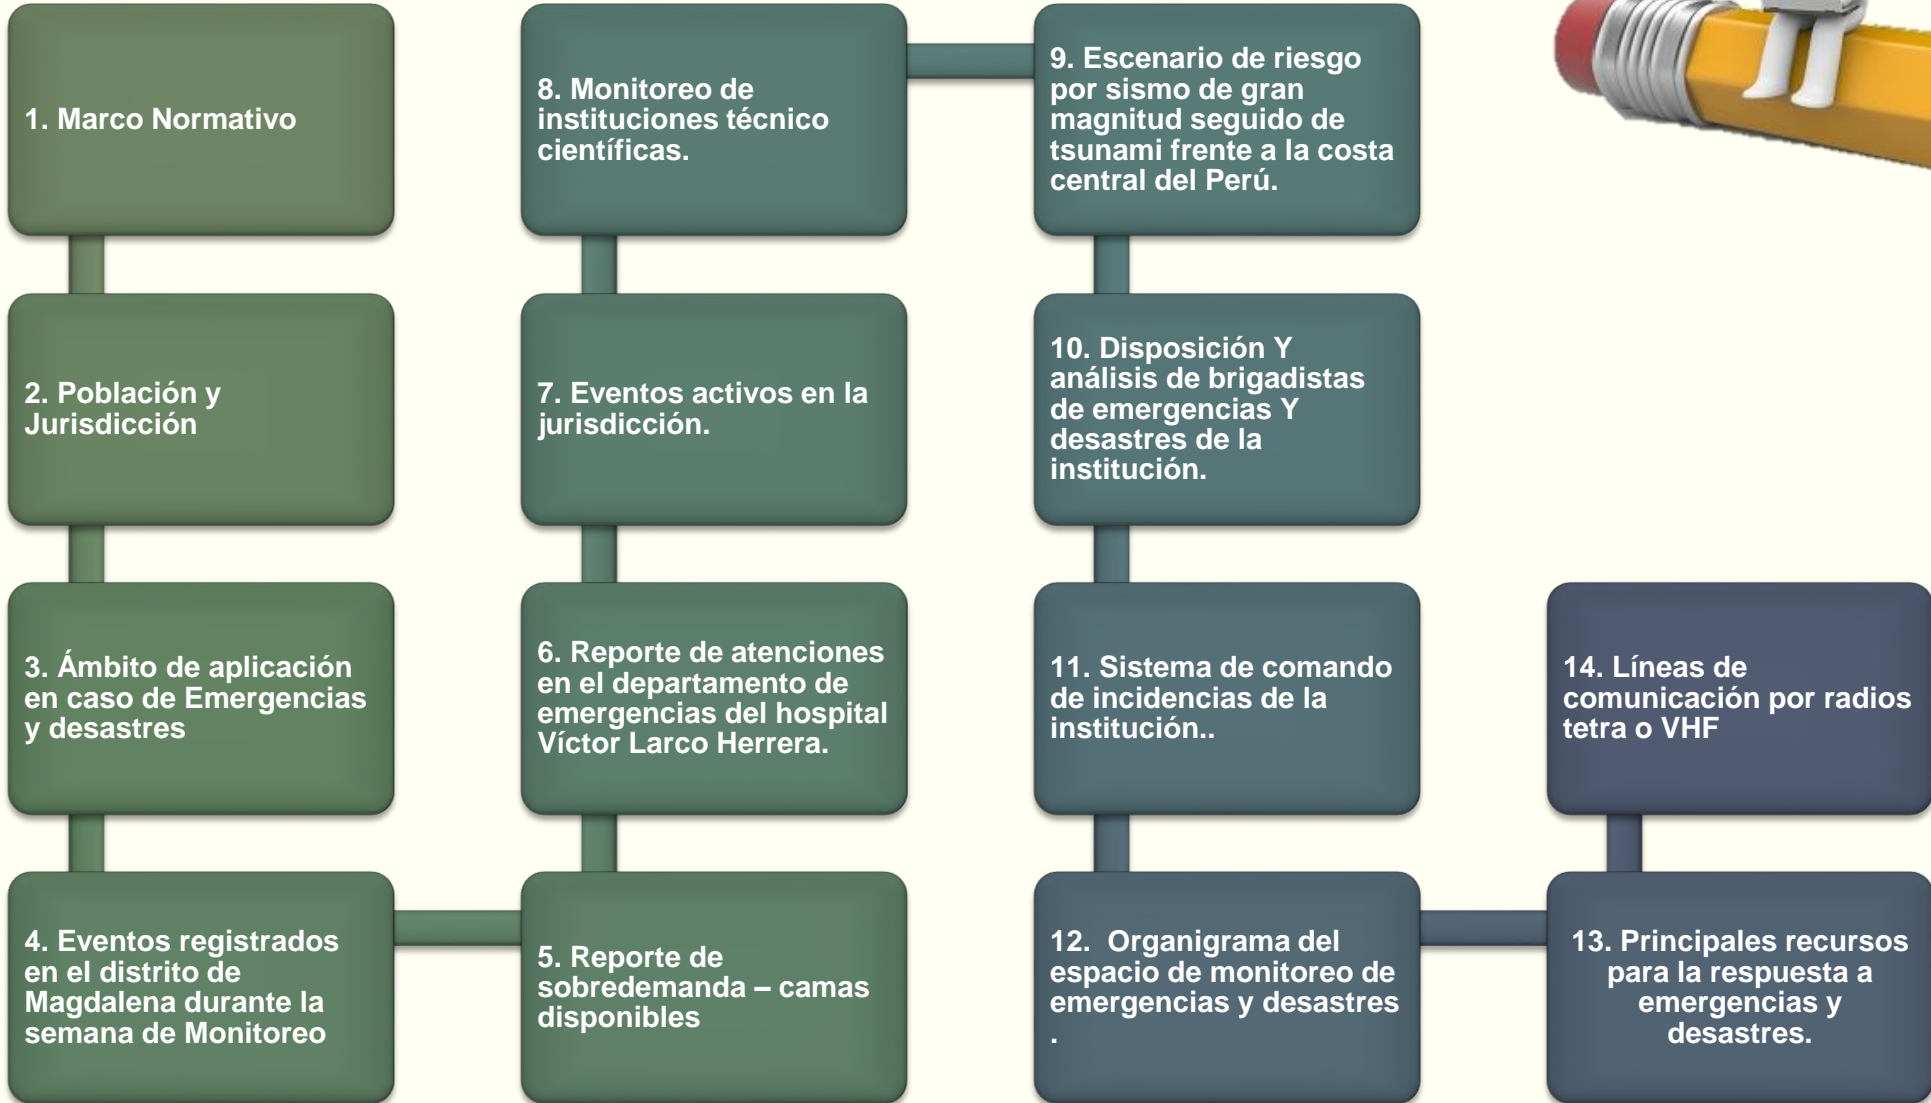 1. Marco Normativo
2. Población y
Jurisdicción
3. Ámbito de aplicación
en caso de Emergencias
y desastres
4. Eventos registrados
en el distrito de
Magdalena durante la
semana de Monitoreo
5. Reporte de
sobredemanda – camas
disponibles
6. Reporte de atenciones
en el departamento de
emergencias del hospital
Víctor Larco Herrera.
7. Eventos activos en la
jurisdicción.
8. Monitoreo de
instituciones técnico
científicas.
9. Escenario de riesgo
por sismo de gran
magnitud seguido de
tsunami frente a la costa
central del Perú.
10. Disposición Y
análisis de brigadistas
de emergencias Y
desastres de la
institución.
11. Sistema de comando
de incidencias de la
institución..
12. Organigrama del
espacio de monitoreo de
emergencias y desastres
.
13. Principales recursos
para la respuesta a
emergencias y
desastres.
14. Líneas de
comunicación por radios
tetra o VHF